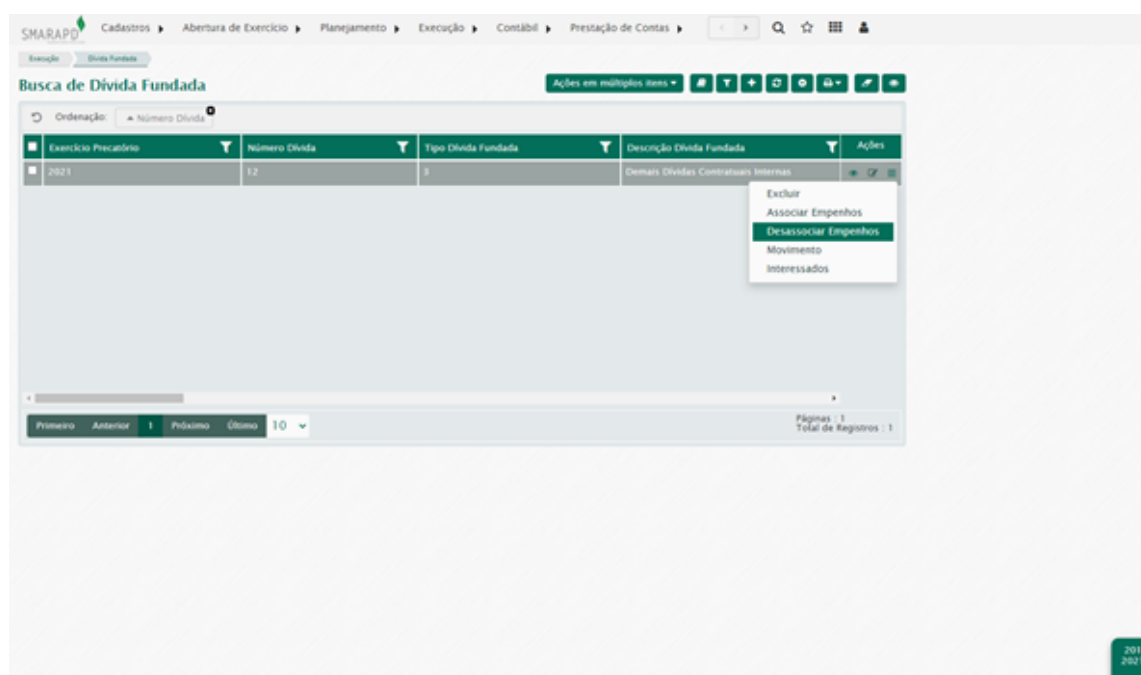 SMARAPD Cadastros Abertura de Exercício Planejamento Execução Contábil Prestação de Contas
Execução Dívida Fundada
Busca de Dívida Fundada Ações em múltiplos itens
Ordenação: Número Dívida
Exercício Precatório Número Dívida Tipo Dívida Fundada Descrição Dívida Fundada Ações
2021 12 3 Demais Dívidas Contratuais Internas
Excluir
Associar Empenhos
Desassociar Empenhos
Movimento
Interessados
Primeiro Anterior 1 Próximo Último 10 Páginas : 1
Total de Registros : 1
201
202